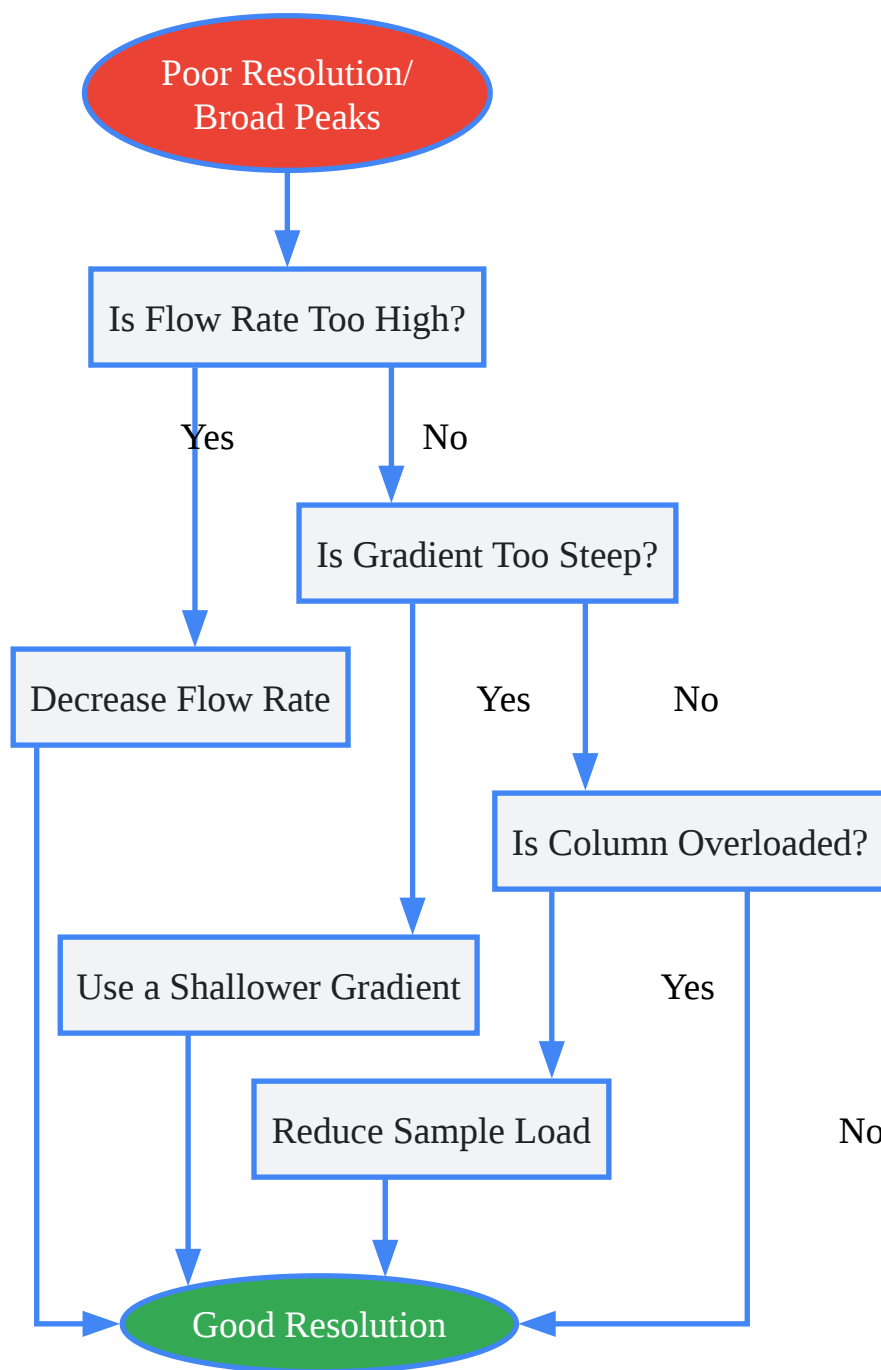 Poor Resolution/
Broad Peaks
Is Flow Rate Too High?
Yes
No
Is Gradient Too Steep?
Decrease Flow Rate
Yes
No
Is Column Overloaded?
Use a Shallower Gradient
Yes
Reduce Sample Load
No
Good Resolution